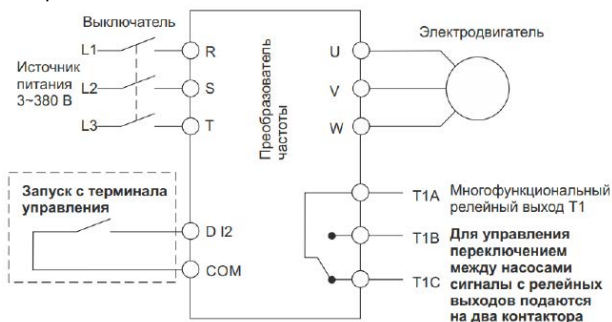 Выключатель
L1
R
Источник
питания
3~380 В
L2
S
L3
T
Преобразователь
частоты
U
V
W
Электродвигатель
Запуск с терминала
управления
D I2
COM
T1A
Многофункциональный
релейный выход T1
T1B
Для управления
переключением
между насосами
T1C
сигналы с релейных
выходов подаются
на два контактора